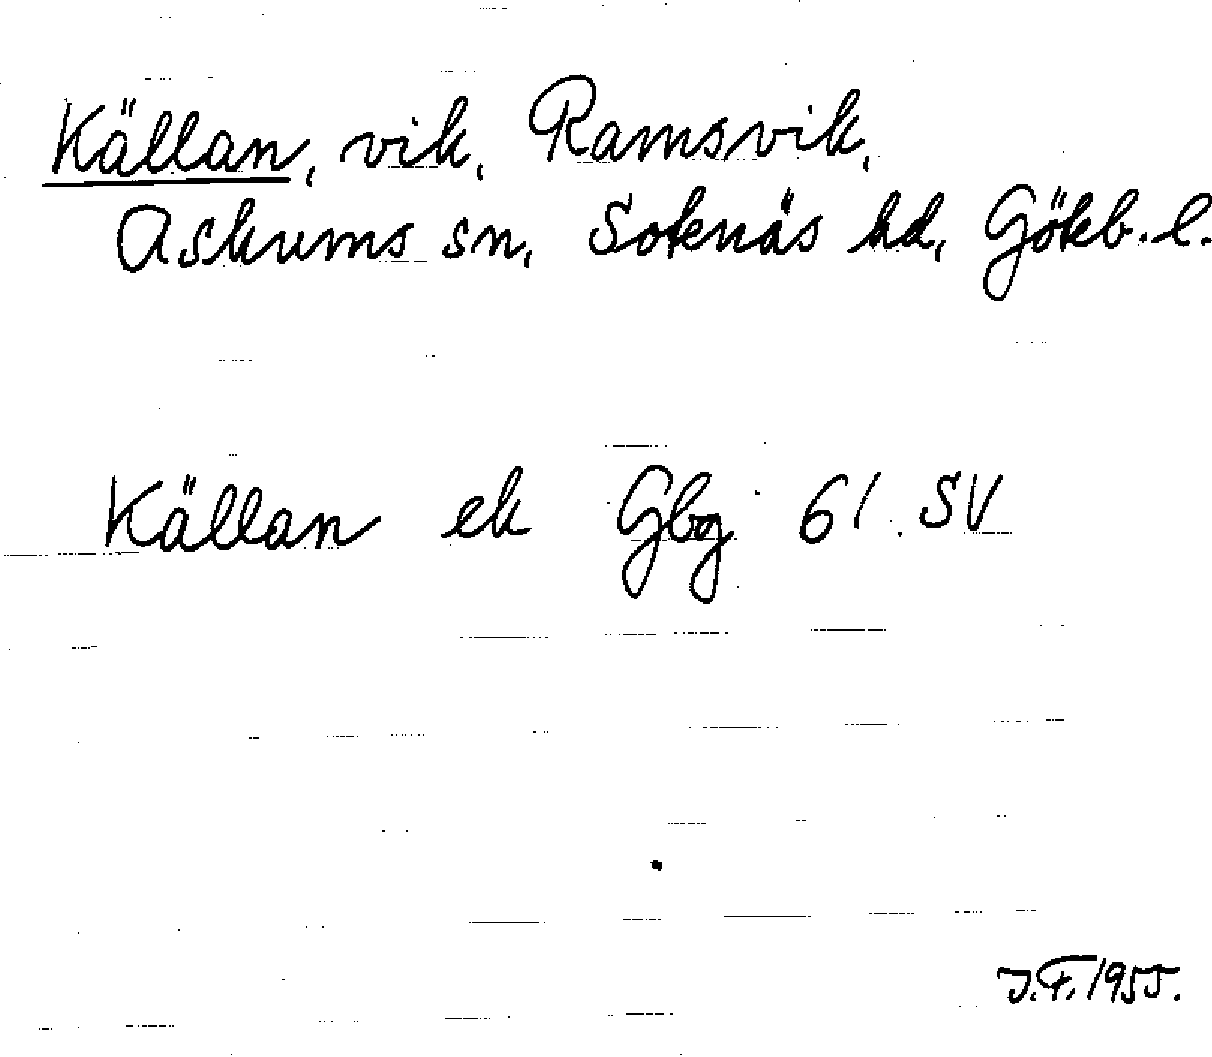 Källan, vik, Ramsvik,
Askums sn, Sotenäs hd, Göteb. l.
Källan ek Gbg 61. SV
J.F. 1955.